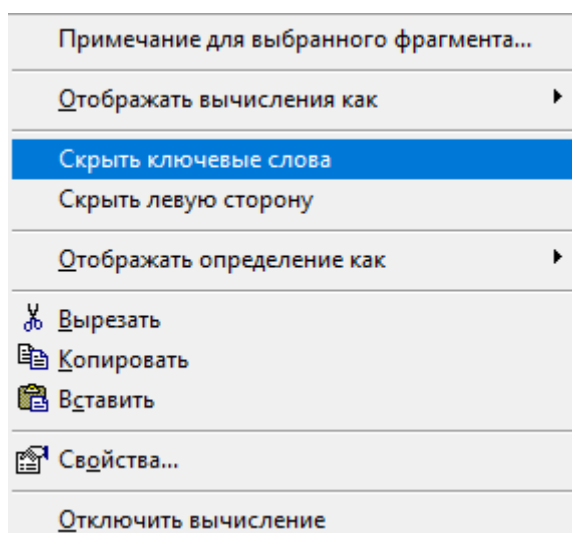 Примечание для выбранного фрагмента...
Отображать вычисления как
Скрыть ключевые слова
Скрыть левую сторону
Отображать определение как
Вырезать
Копировать
Вставить
Свойства...
Отключить вычисление